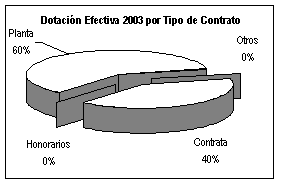 Dotación Efectiva 2003 por Tipo de Contrato
Planta
60%
Otros
0%
Honorarios
0%
Contrata
40%